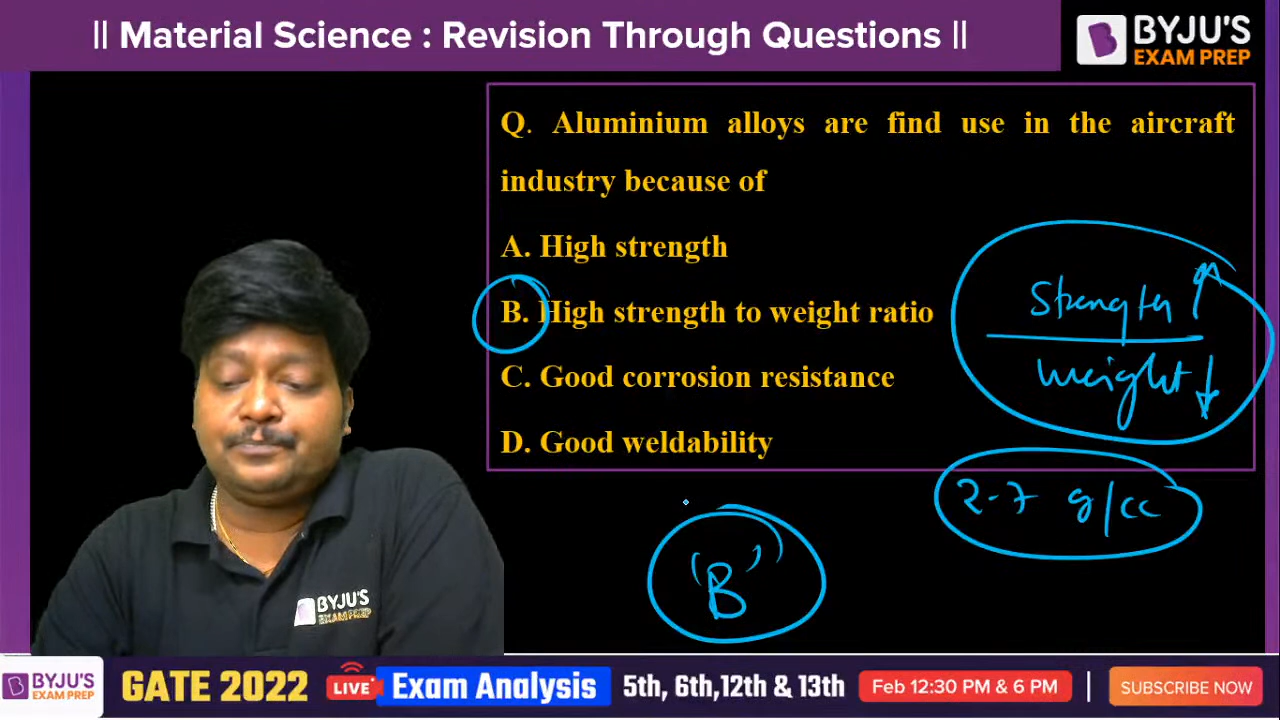 || Material Science : Revision Through Questions ||
BYJU'S
EXAM PREP
Q. Aluminium alloys are find use in the aircraft
industry because of
A. High strength
B. High strength to weight ratio
C. Good corrosion resistance
D. Good weldability
Strength ↑
weight ↓
2-7 g/cc
'B'
BYJU'S
EXAM PREP
BYJU'S
EXAM PREP
GATE 2022
LIVE
Exam Analysis
5th, 6th,12th & 13th
Feb 12:30 PM & 6 PM
SUBSCRIBE NOW